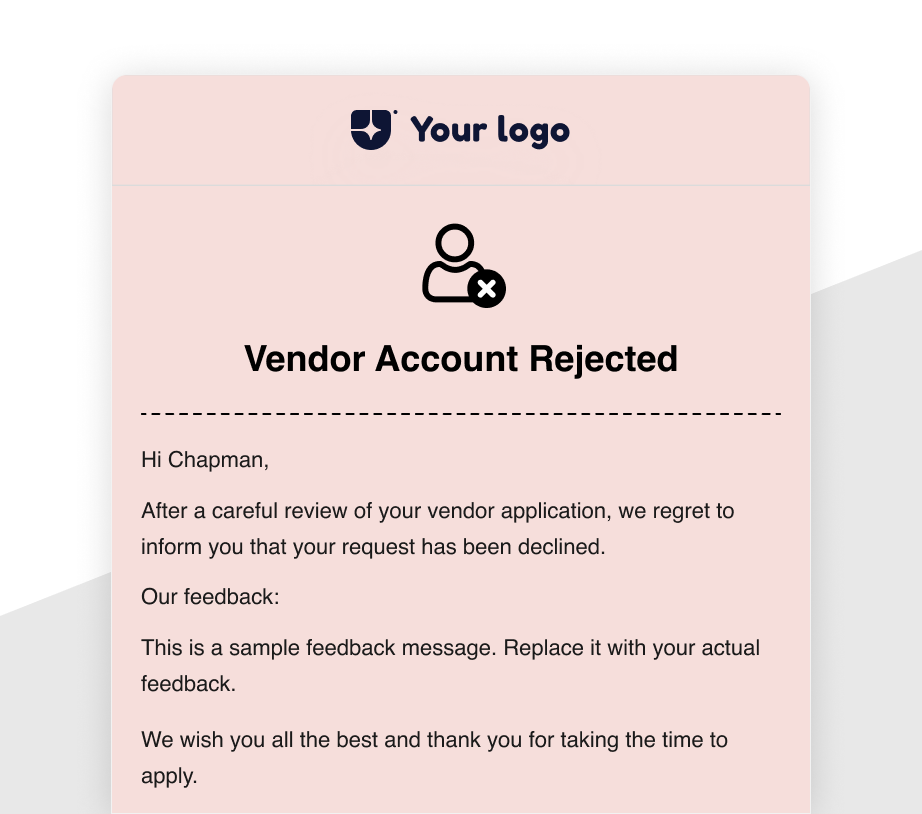 Your logo
Vendor Account Rejected
Hi Chapman,
After a careful review of your vendor application, we regret to
inform you that your request has been declined.
Our feedback:
This is a sample feedback message. Replace it with your actual
feedback.
We wish you all the best and thank you for taking the time to
apply.